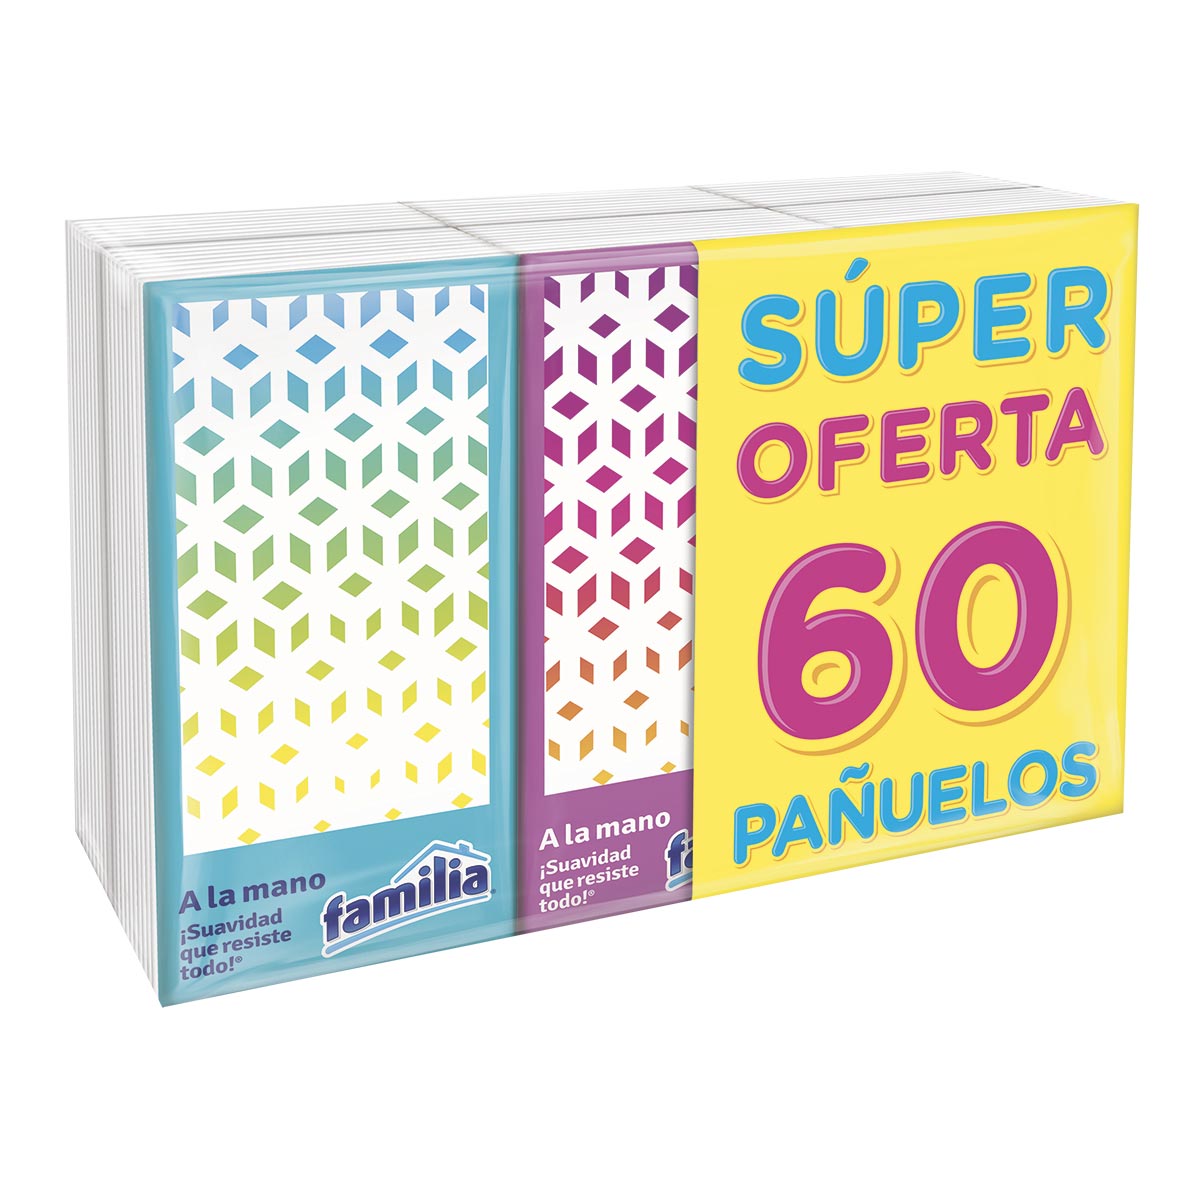 A la mano
¡Suavidad
que resiste
todo!®
familia®
A la mano
¡Suavidad
que resiste
todo!®
SÚPER
OFERTA
60
PAÑUELOS